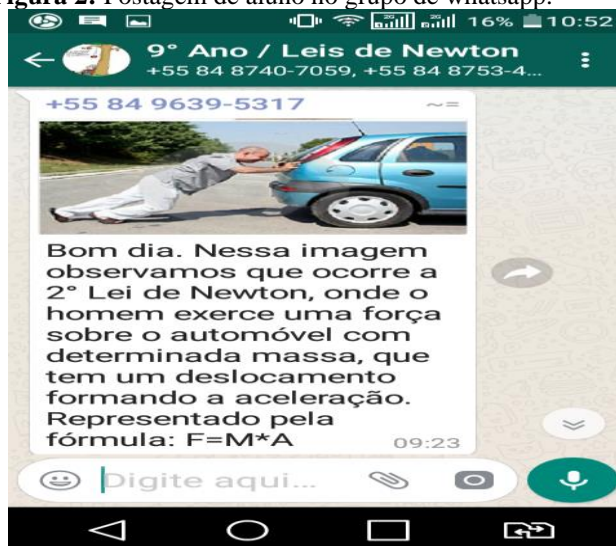 Figura 2: Postagem de aluno no grupo de whatsapp.
16% 10:52
9° Ano / Leis de Newton
+55 84 8740-7059, +55 84 8753-4...
+55 84 9639-5317 ~=
Bom dia. Nessa imagem
observamos que ocorre a
2° Lei de Newton, onde o
homem exerce uma força
sobre o automóvel com
determinada massa, que
tem um deslocamento
formando a aceleração.
Representado pela
fórmula: F=M*A 09:23
Digite aqui...